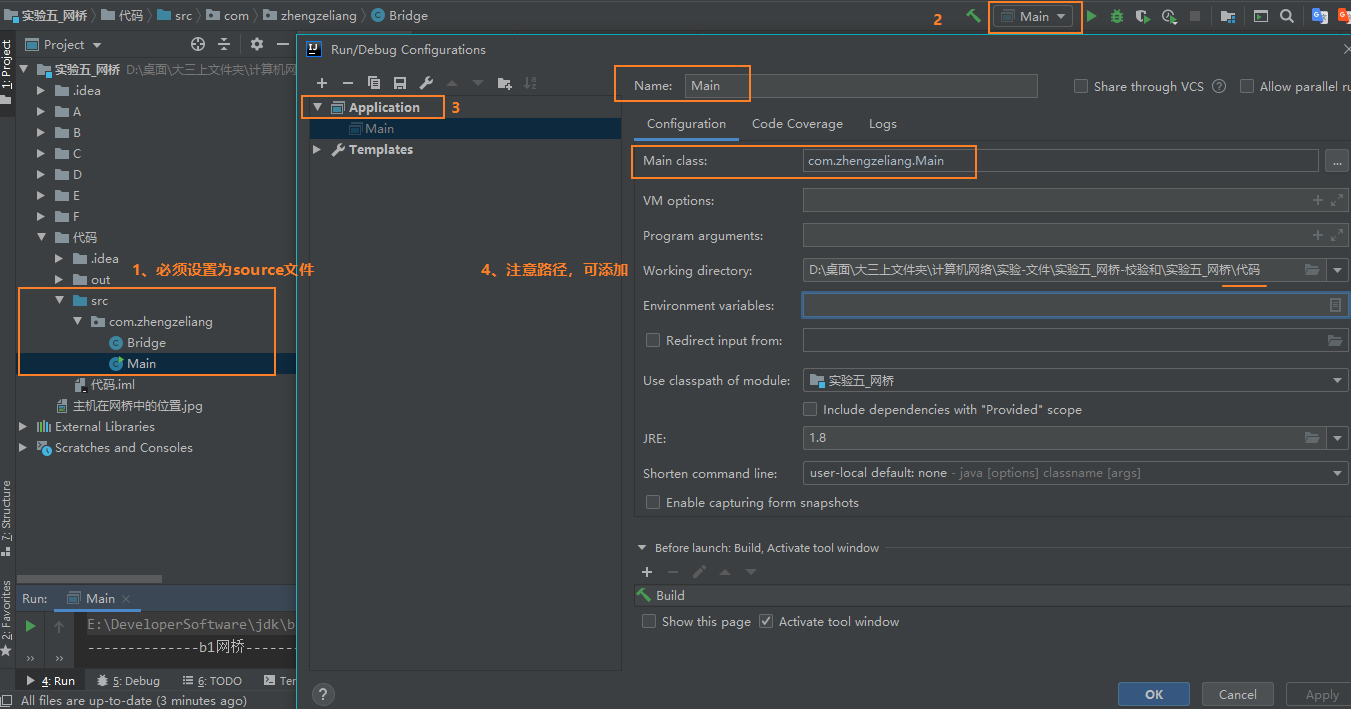 实验五_网桥 代码 src com zhengzeliang Bridge
2
Main
Project
Run/Debug Configurations
实验五_网桥 D:\桌面\大三上文件夹\计算机网
.idea
A
B
C
D
E
F
代码
.idea
out
1、必须设置为source文件
src
com.zhengzeliang
Bridge
Main
代码.iml
主机在网桥中的位置.jpg
External Libraries
Scratches and Consoles
1: Project
7: Structure
2: Favorites
Application
3
Main
Templates
4、注意路径，可添加
Name: Main
Share through VCS
Allow parallel ru
Configuration Code Coverage Logs
Main class: com.zhengzeliang.Main ...
VM options:
Program arguments:
Working directory: D:\桌面\大三上文件夹\计算机网络\实验-文件\实验五_网桥-校验和\实验五_网桥\代码
Environment variables:
Redirect input from:
Use classpath of module: 实验五_网桥
Include dependencies with "Provided" scope
JRE: 1.8
Shorten command line: user-local default: none - java [options] classname [args]
Enable capturing form snapshots
Before launch: Build, Activate tool window
Build
Show this page Activate tool window
Run: Main
E:\DeveloperSoftware\jdk\b
--------------b1网桥-------
4: Run 5: Debug 6: TODO Ter
All files are up-to-date (3 minutes ago)
?
OK Cancel Apply